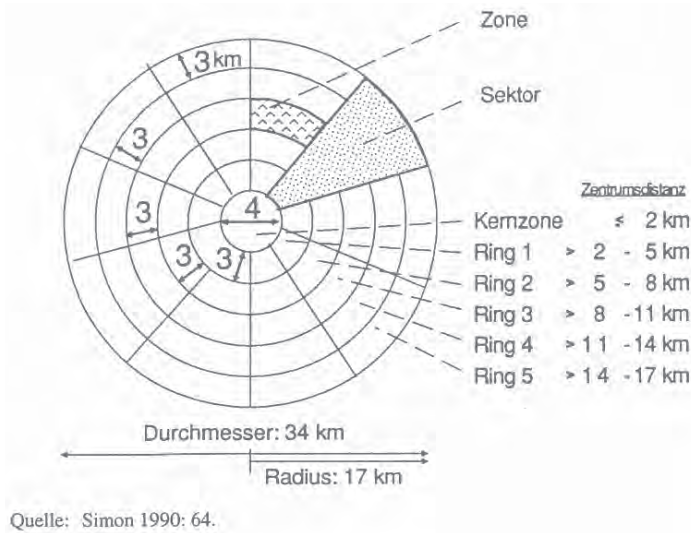 Zone
3 km
Sektor
3
Zentrumsdistanz
3
4
Kernzone ≤ 2 km
Ring 1 > 2 - 5 km
3
3
Ring 2 > 5 - 8 km
Ring 3 > 8 -11 km
Ring 4 >11 -14 km
Ring 5 >14 -17 km
Durchmesser: 34 km
Radius: 17 km
Quelle: Simon 1990: 64.